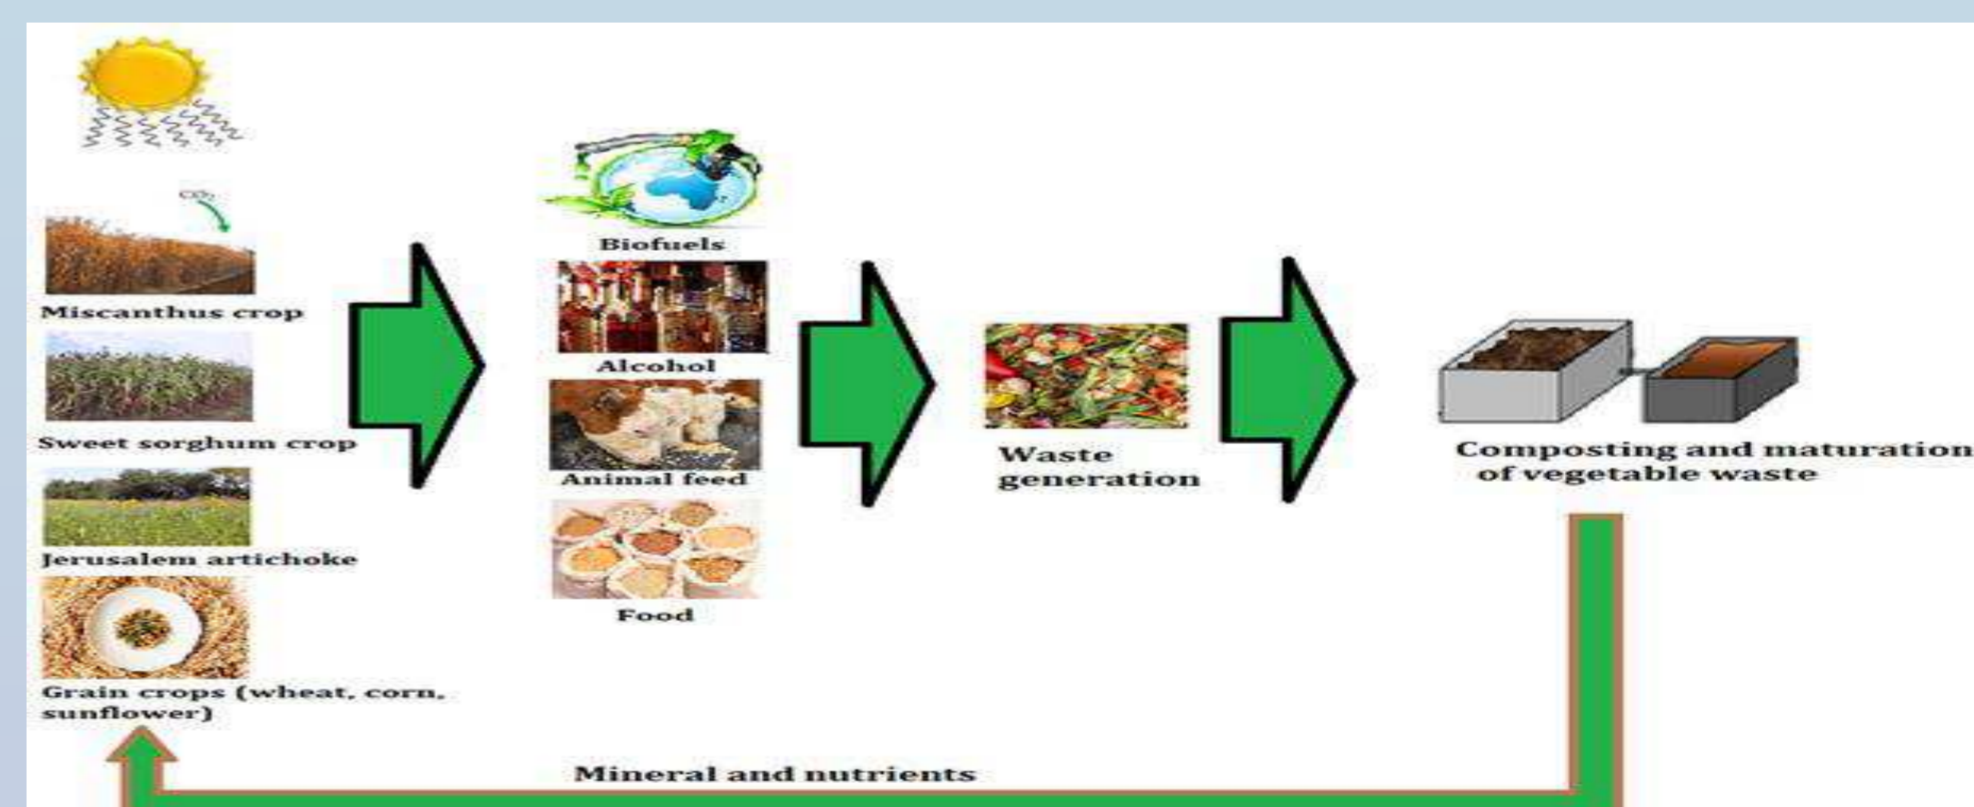 CO₂
Miscanthus crop
Sweet sorghum crop
Jerusalem artichoke
Grain crops (wheat, corn,
sunflower)
Biofuels
Alcohol
Animal feed
Food
Waste
generation
Composting and maturation
of vegetable waste
Mineral and nutrients